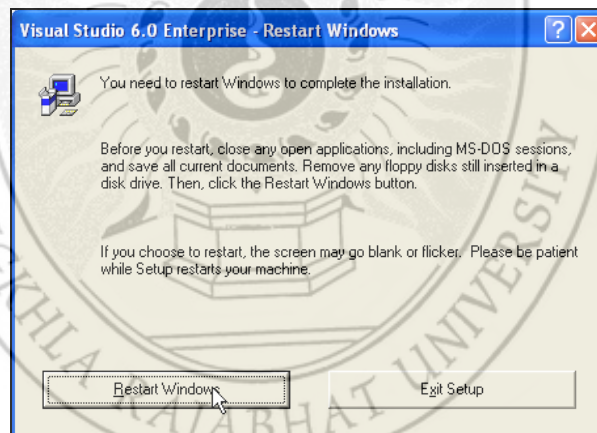 Visual Studio 6.0 Enterprise - Restart Windows
You need to restart Windows to complete the installation.
Before you restart, close any open applications, including MS-DOS sessions,
and save all current documents. Remove any floppy disks still inserted in a
disk drive. Then, click the Restart Windows button.
If you choose to restart, the screen may go blank or flicker. Please be patient
while Setup restarts your machine.
Restart Windows
Exit Setup
RAJABHAT UNIVERSITY